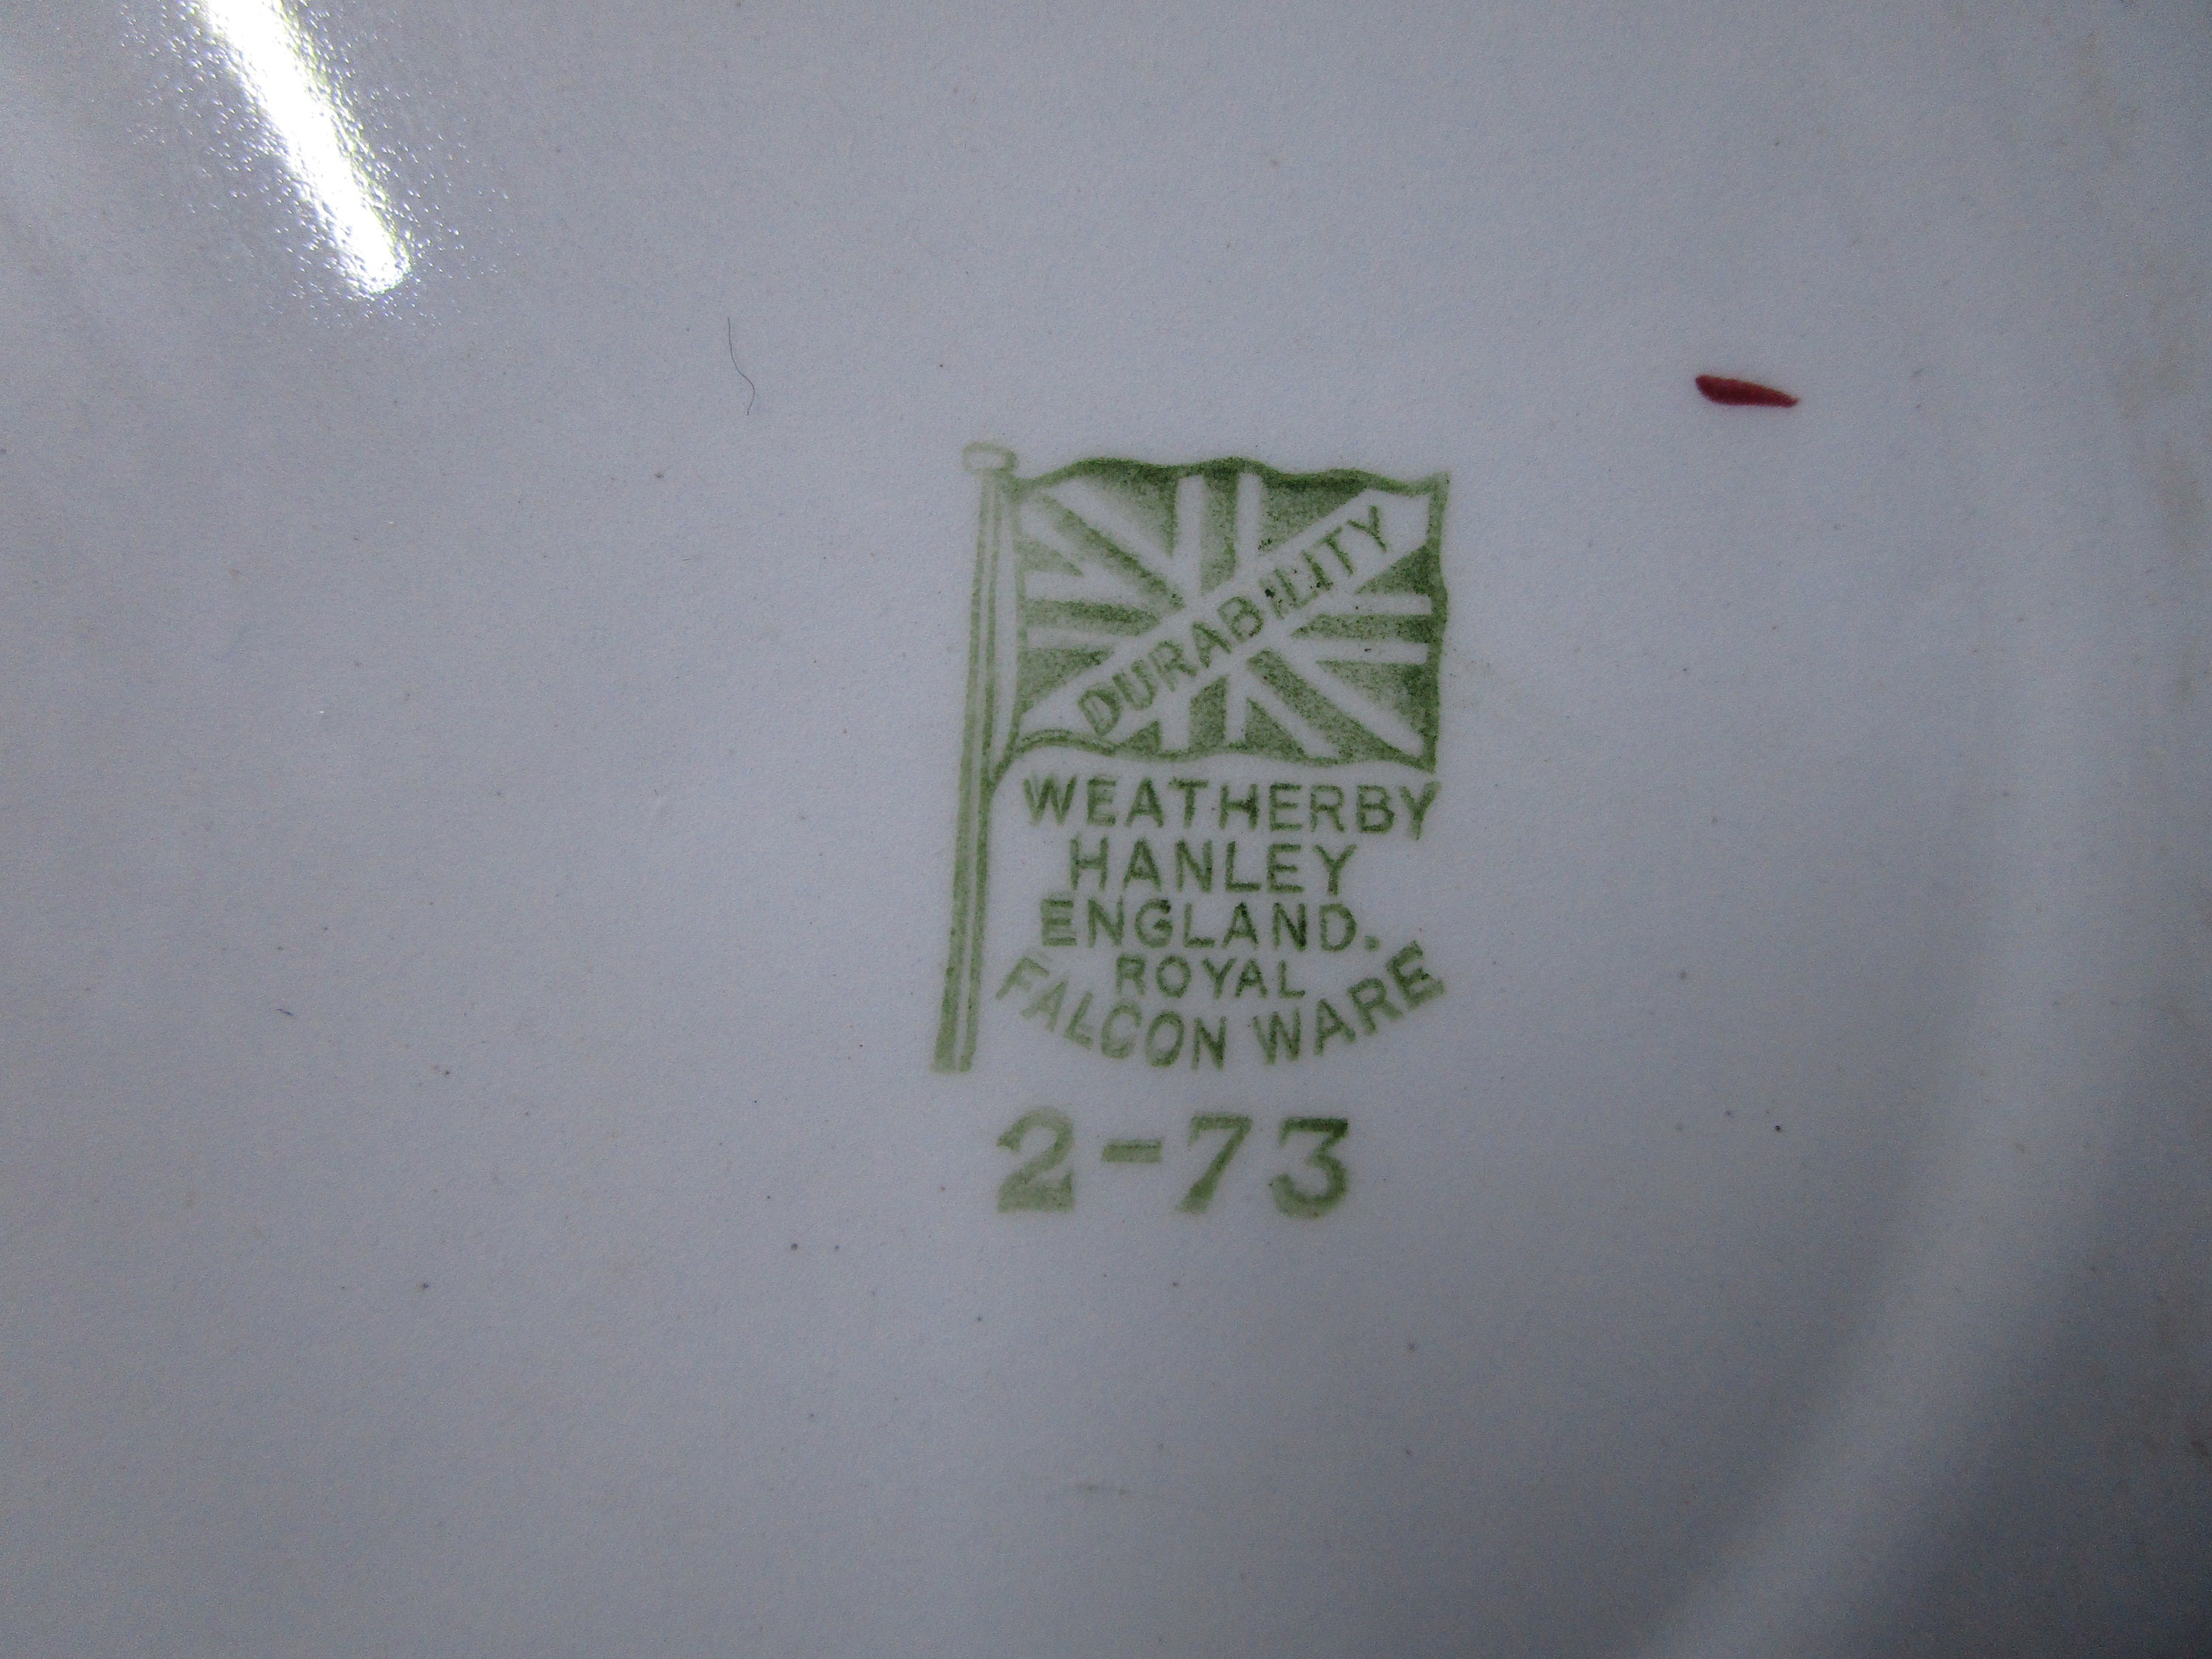 DURABILITY
WEATHERBY
HANLEY
ENGLAND.
ROYAL
FALCON WARE
2-73